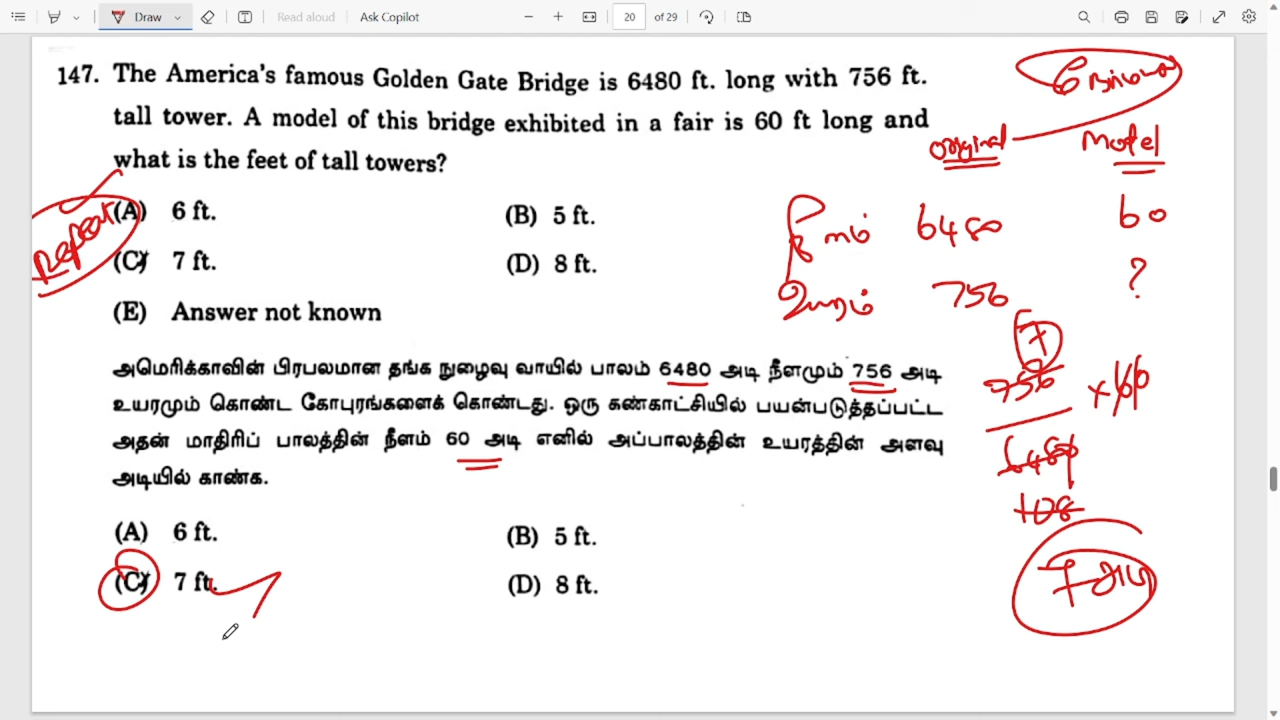 Draw
Read aloud
Ask Copilot
20 of 29
147. The America's famous Golden Gate Bridge is 6480 ft. long with 756 ft.
tall tower. A model of this bridge exhibited in a fair is 60 ft long and
what is the feet of tall towers?
(A) 6 ft.
(B) 5 ft.
(C) 7 ft.
(D) 8 ft.
(E) Answer not known
அமெரிக்காவின் பிரபலமான தங்க நுழைவு வாயில் பாலம் 6480 அடி நீளமும் 756 அடி
உயரமும் கொண்ட கோபுரங்களைக் கொண்டது. ஒரு கண்காட்சியில் பயன்படுத்தப்பட்ட
அதன் மாதிரிப் பாலத்தின் நீளம் 60 அடி எனில் அப்பாலத்தின் உயரத்தின் அளவு
அடியில் காண்க.
(A) 6 ft.
(B) 5 ft.
(C) 7 ft.
(D) 8 ft.
Repeat
original Model
நீளம் 6480 60
உயரம் 756 ?
7
756 × 60
6480
108
7 அடி